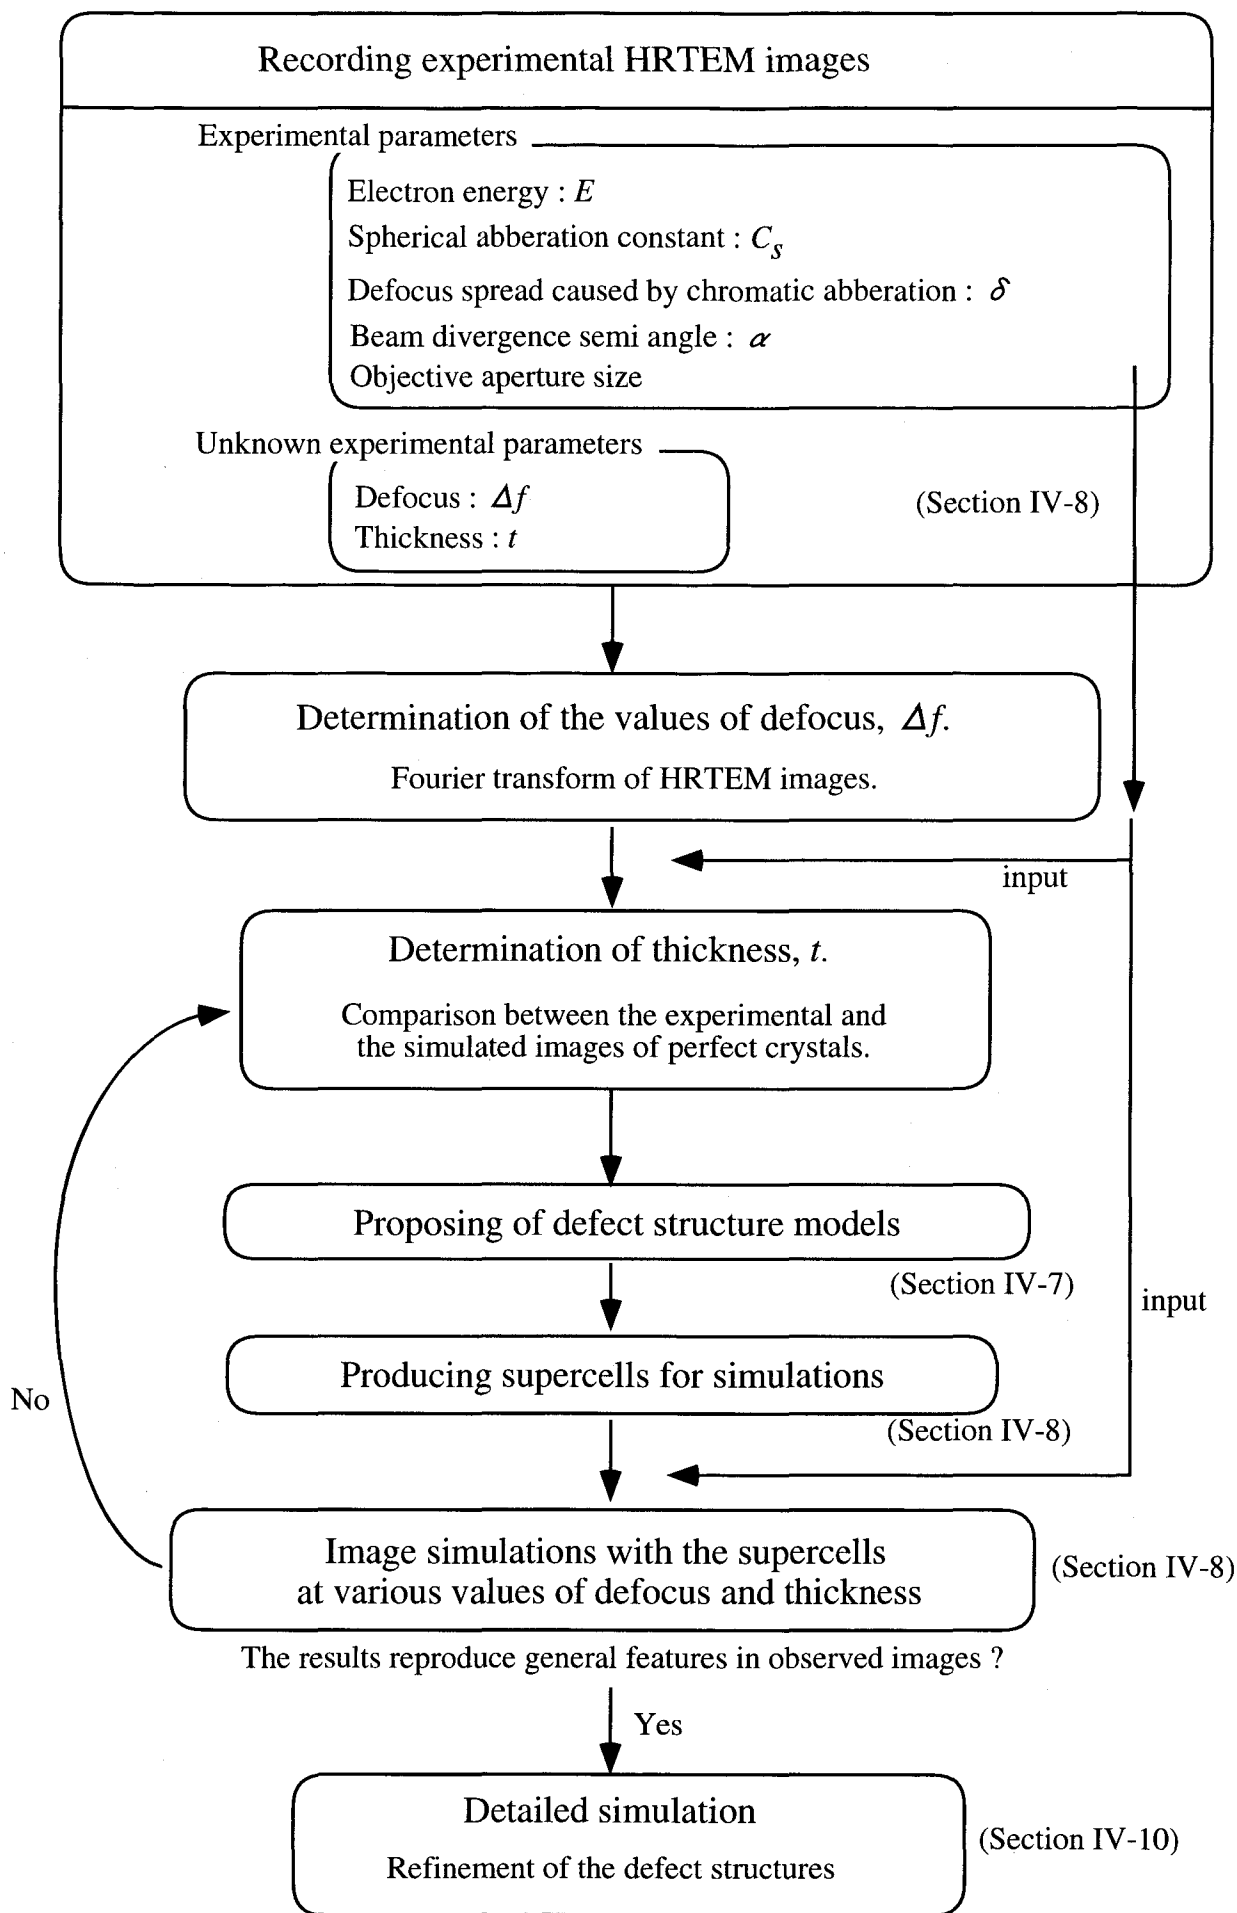 Recording experimental HRTEM images
Experimental parameters
Electron energy : E
Spherical abberation constant : Cs
Defocus spread caused by chromatic abberation : δ
Beam divergence semi angle : α
Objective aperture size
Unknown experimental parameters
Defocus : Δf
Thickness : t
(Section IV-8)
Determination of the values of defocus, Δf.
Fourier transform of HRTEM images.
input
Determination of thickness, t.
Comparison between the experimental and
the simulated images of perfect crystals.
Proposing of defect structure models
(Section IV-7)
input
Producing supercells for simulations
No
(Section IV-8)
Image simulations with the supercells
at various values of defocus and thickness
(Section IV-8)
The results reproduce general features in observed images ?
Yes
Detailed simulation
Refinement of the defect structures
(Section IV-10)